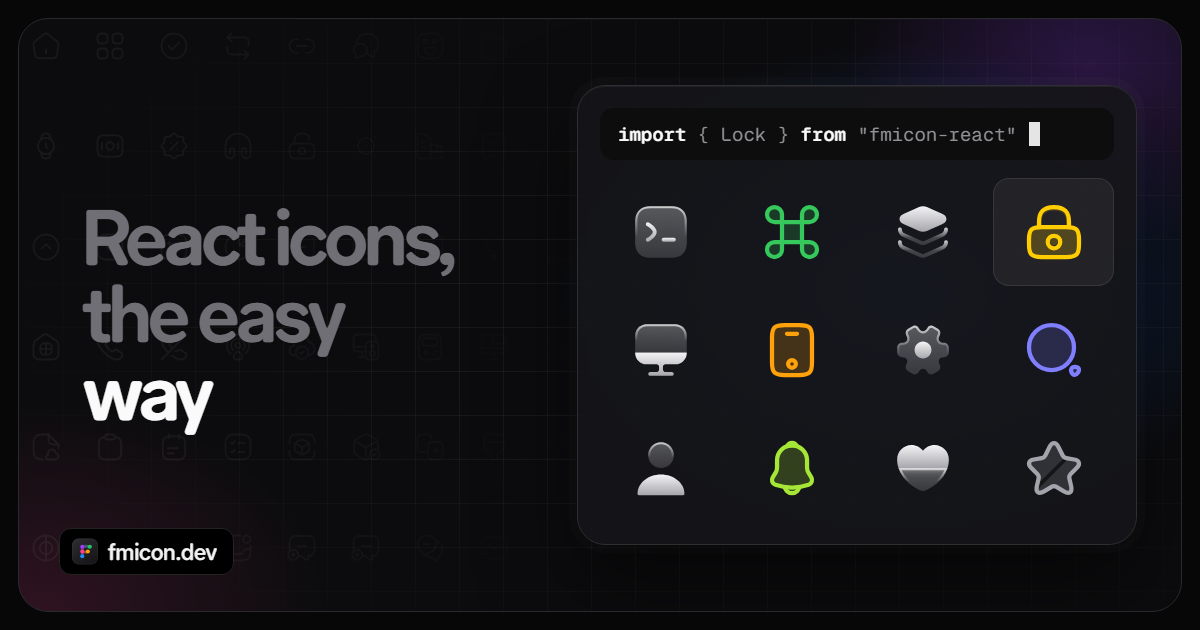 import { Lock } from "fmicon-react"
React icons,
the easy
way
fmicon.dev